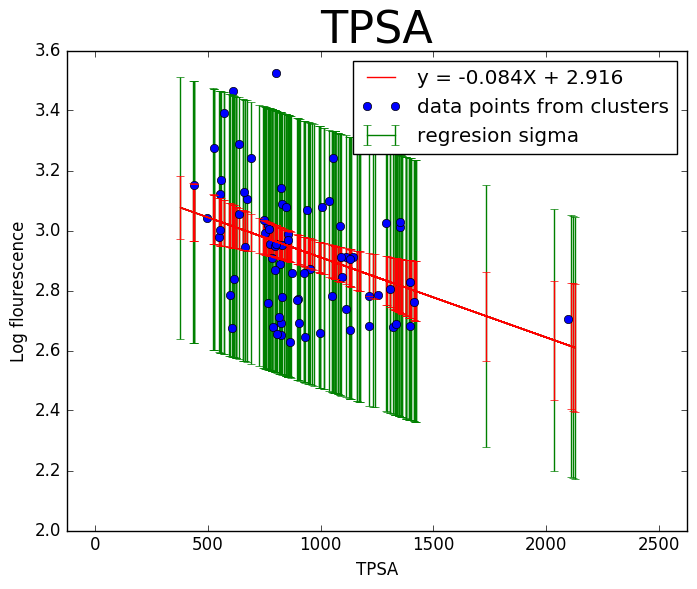 TPSA
y = -0.084X + 2.916
data points from clusters
regresion sigma
Log flourescence
3.6
3.4
3.2
3.0
2.8
2.6
2.4
2.2
2.0
0 500 1000 1500 2000 2500
TPSA